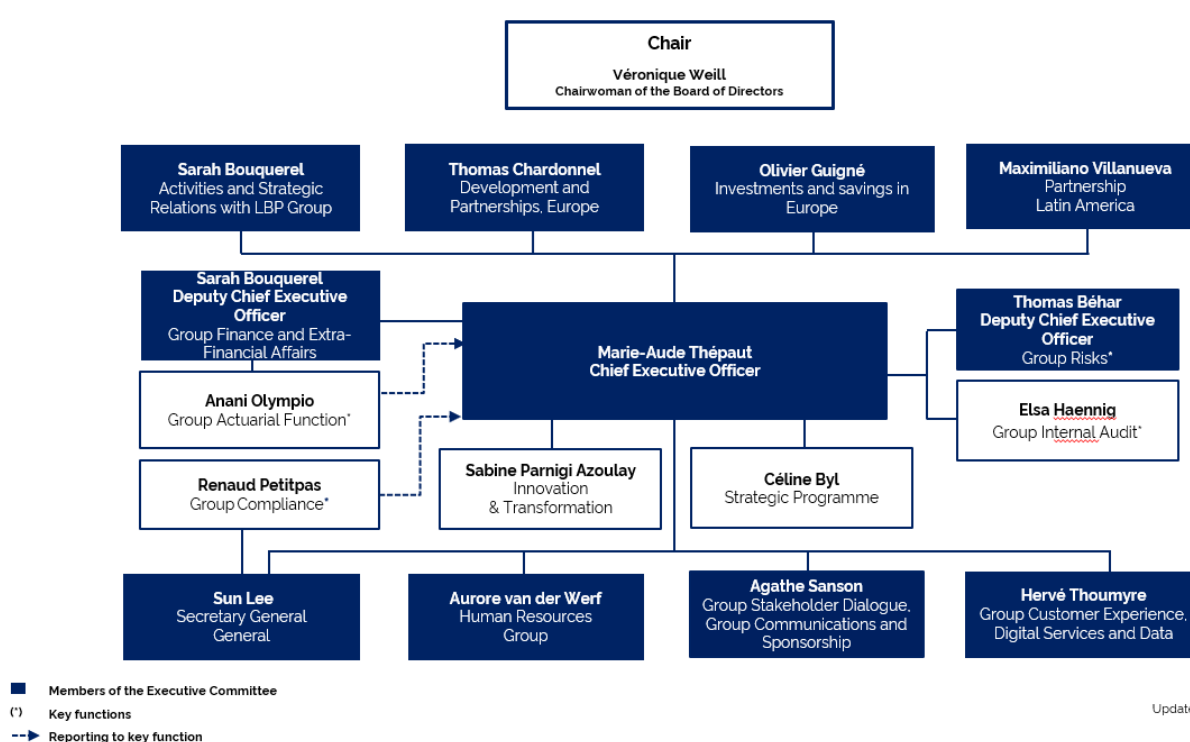 Chair
Véronique Weill
Chairwoman of the Board of Directors
Sarah Bouquerel
Activities and Strategic
Relations with LBP Group
Thomas Chardonnel
Development and
Partnerships, Europe
Olivier Guigné
Investments and savings in
Europe
Maximiliano Villanueva
Partnership
Latin America
Sarah Bouquerel
Deputy Chief Executive
Officer
Group Finance and Extra-
Financial Affairs
Marie-Aude Thépaut
Chief Executive Officer
Thomas Béhar
Deputy Chief Executive
Officer
Group Risks*
Anani Olympio
Group Actuarial Function*
Elsa Haennig
Group Internal Audit*
Renaud Petitpas
Group Compliance*
Sabine Parnigi Azoulay
Innovation
& Transformation
Céline Byl
Strategic Programme
Sun Lee
Secretary General
General
Aurore van der Werf
Human Resources
Group
Agathe Sanson
Group Stakeholder Dialogue,
Group Communications and
Sponsorship
Hervé Thoumyre
Group Customer Experience,
Digital Services and Data
Members of the Executive Committee
(*) Key functions
Reporting to key function
Update